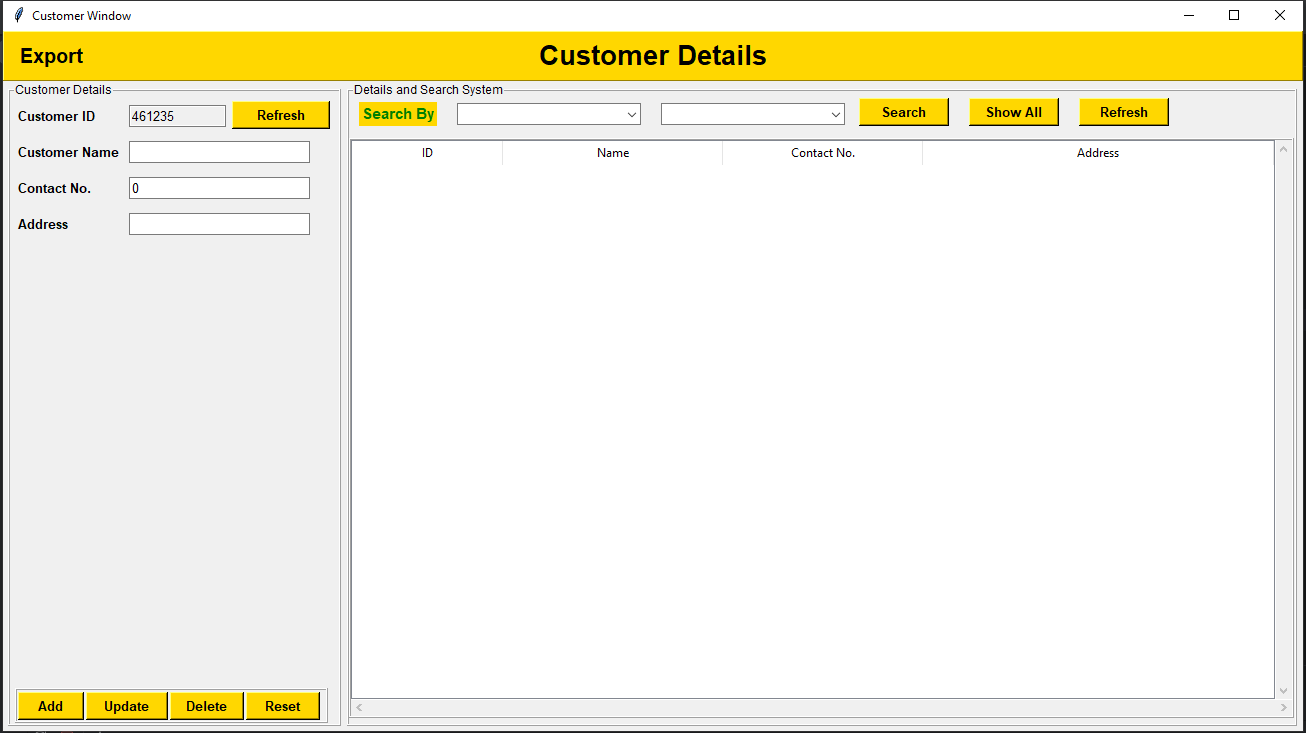 Customer Window
Export
Customer Details
Customer Details
Customer ID
461235
Refresh
Customer Name
Contact No.
0
Address
Add
Update
Delete
Reset
Details and Search System
Search By
Search
Show All
Refresh
ID
Name
Contact No.
Address